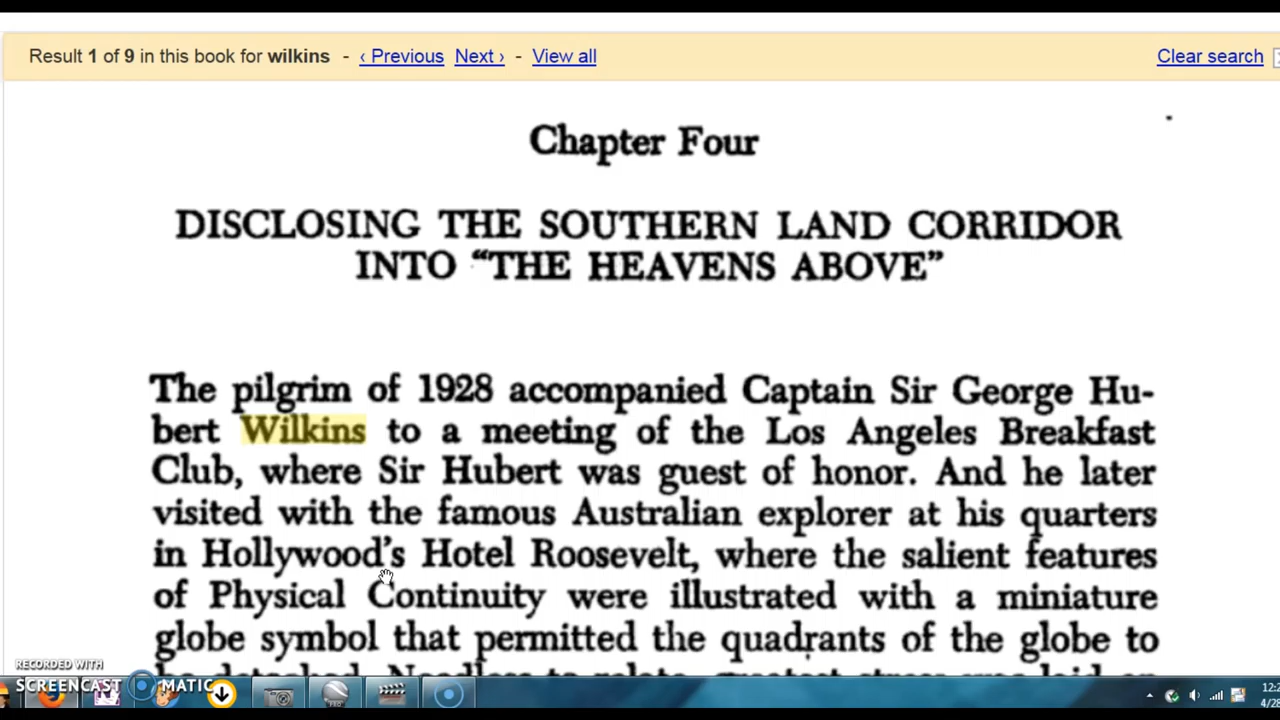 Result 1 of 9 in this book for wilkins - ‹ Previous Next › - View all Clear search
Chapter Four
DISCLOSING THE SOUTHERN LAND CORRIDOR
INTO “THE HEAVENS ABOVE”
The pilgrim of 1928 accompanied Captain Sir George Hu-
bert Wilkins to a meeting of the Los Angeles Breakfast
Club, where Sir Hubert was guest of honor. And he later
visited with the famous Australian explorer at his quarters
in Hollywood's Hotel Roosevelt, where the salient features
of Physical Continuity were illustrated with a miniature
globe symbol that permitted the quadrants of the globe to
RECORDED WITH
SCREENCAST MATIC
12:2
4/28